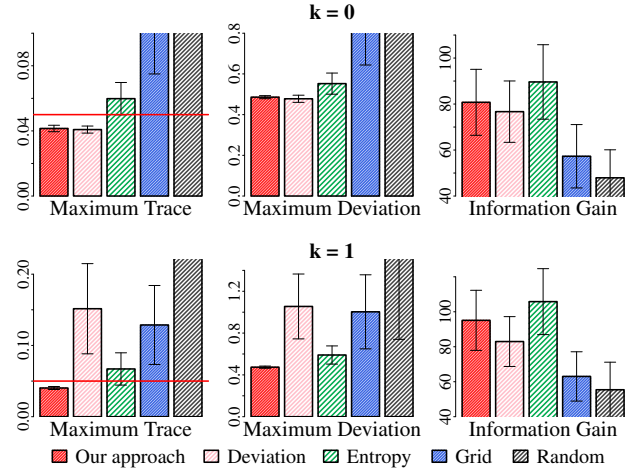 k = 0
0.00 0.04 0.08
Maximum Trace
0.0 0.2 0.4 0.6 0.8
Maximum Deviation
40 60 80 100
Information Gain
k = 1
0.00 0.10 0.20
Maximum Trace
0.0 0.4 0.8 1.2
Maximum Deviation
40 60 80 100
Information Gain
Our approach Deviation Entropy Grid Random